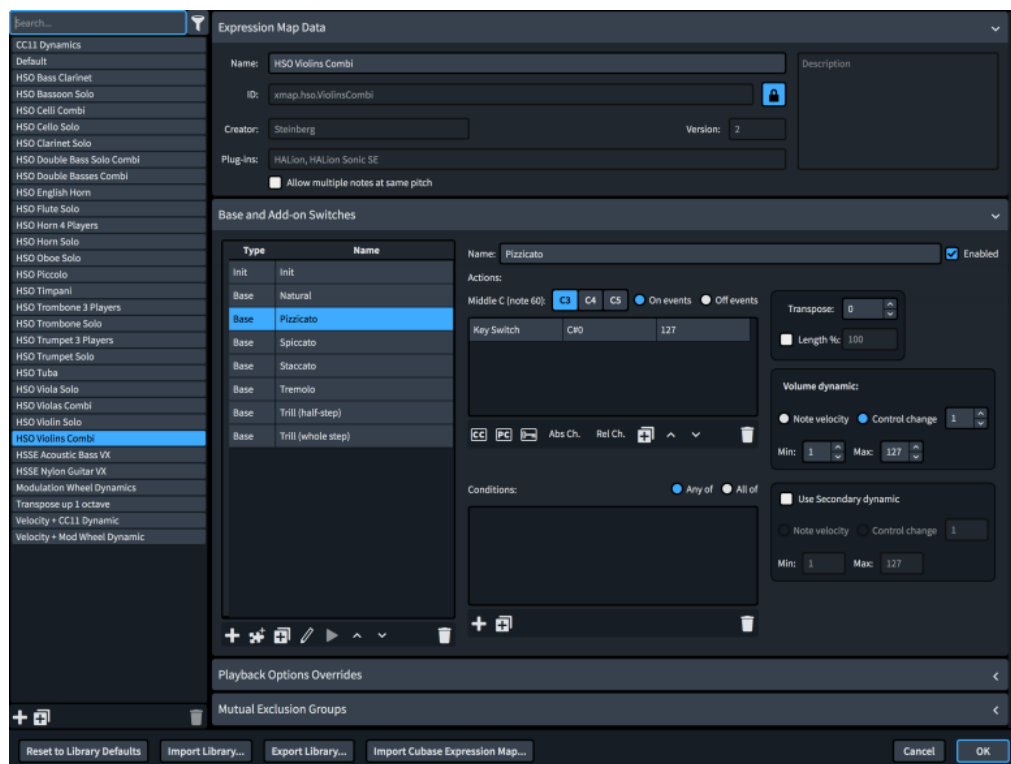 Search...
CC11 Dynamics
Default
HSO Bass Clarinet
HSO Bassoon Solo
HSO Celli Combi
HSO Cello Solo
HSO Clarinet Solo
HSO Double Bass Solo Combi
HSO Double Basses Combi
HSO English Horn
HSO Flute Solo
HSO Horn 4 Players
HSO Horn Solo
HSO Oboe Solo
HSO Piccolo
HSO Timpani
HSO Trombone 3 Players
HSO Trombone Solo
HSO Trumpet 3 Players
HSO Trumpet Solo
HSO Tuba
HSO Viola Solo
HSO Violas Combi
HSO Violin Solo
HSO Violins Combi
HSSE Acoustic Bass VX
HSSE Nylon Guitar VX
Modulation Wheel Dynamics
Transpose up 1 octave
Velocity + CC11 Dynamic
Velocity + Mod Wheel Dynamic
Expression Map Data
Name: HSO Violins Combi
Description
ID: xmap.hso.ViolinsCombi
Creator: Steinberg
Version: 2
Plug-ins: HALion, HALion Sonic SE
Allow multiple notes at same pitch
Base and Add-on Switches
Type Name
Init Init
Base Natural
Base Pizzicato
Base Spiccato
Base Staccato
Base Tremolo
Base Trill (half-step)
Base Trill (whole step)
Name: Pizzicato
Enabled
Actions:
Middle C (note 60): C3 C4 C5 On events Off events
Key Switch C#0 127
CC PC Abs Ch. Rel Ch.
Conditions: Any of All of
Transpose: 0
Length %: 100
Volume dynamic:
Note velocity Control change 1
Min: 1 Max: 127
Use Secondary dynamic
Note velocity Control change 1
Min: 1 Max: 127
Playback Options Overrides
Mutual Exclusion Groups
Reset to Library Defaults Import Library... Export Library... Import Cubase Expression Map... Cancel OK